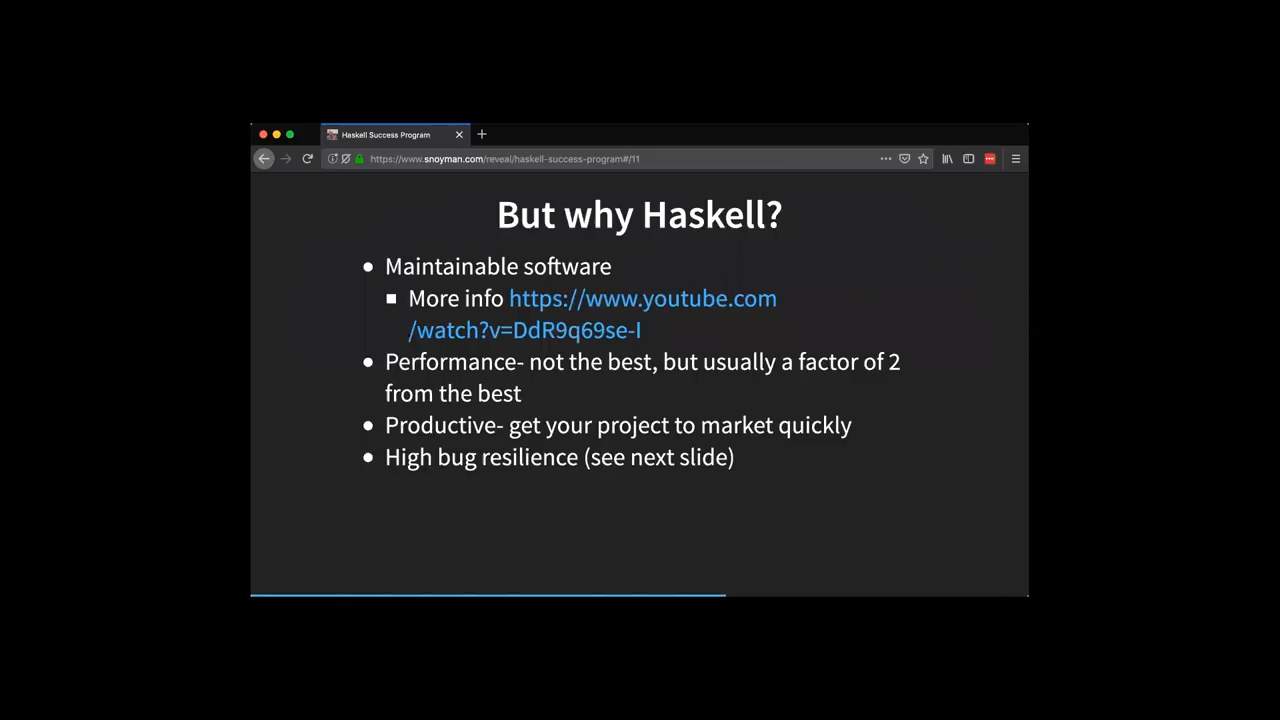 Haskell Success Program
https://www.snoyman.com/reveal/haskell-success-program#/11
But why Haskell?
Maintainable software
More info https://www.youtube.com
/watch?v=DdR9q69se-I
Performance- not the best, but usually a factor of 2
from the best
Productive- get your project to market quickly
High bug resilience (see next slide)